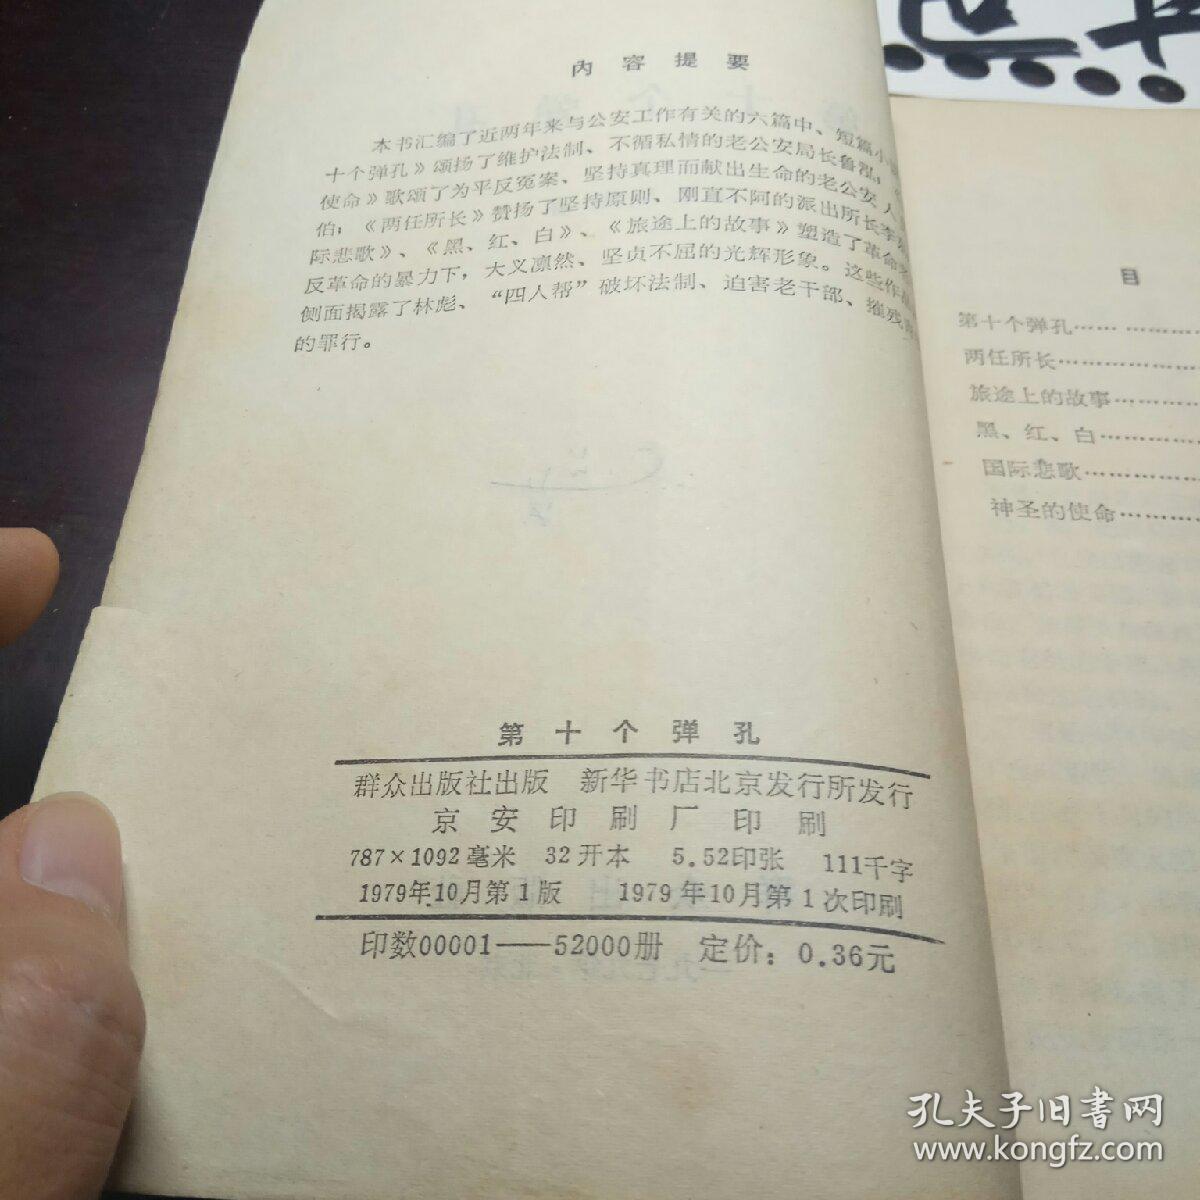 内容提要
本书汇编了近两年来与公安工作有关的六篇中、短篇小
十个弹孔》颂扬了维护法制、不循私情的老公安局长鲁泓，
使命》歌颂了为平反冤案、坚持真理而献出生命的老公安人
伯；《两任所长》赞扬了坚持原则、刚直不阿的派出所长李
际悲歌》、《黑、红、白》、《旅途上的故事》塑造了革命
反革命的暴力下，大义凛然、坚贞不屈的光辉形象。这些作
侧面揭露了林彪、“四人帮”破坏法制、迫害老干部、摧残
的罪行。
第十个弹孔
群众出版社出版 新华书店北京发行所发行
京安印刷厂印刷
787×1092毫米 32开本 5.52印张 111千字
1979年10月第1版 1979年10月第1次印刷
印数00001——52000册 定价：0.36元
目
第十个弹孔…… ………
两任所长………………
旅途上的故事…………
黑、红、白……………
国际悲歌………………
神圣的使命…………
孔夫子旧书网
www.kongfz.com